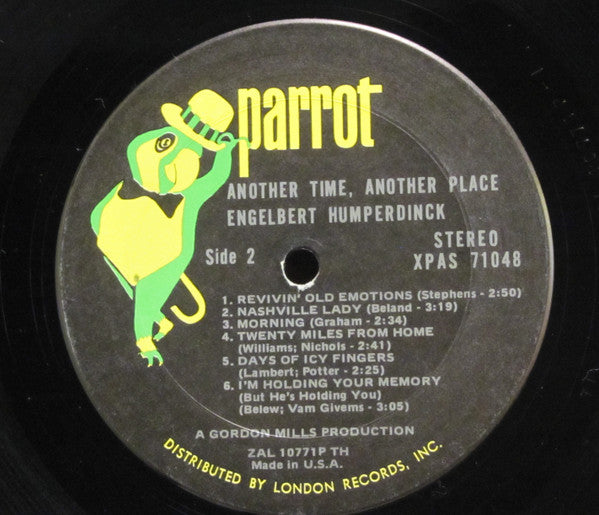 parrot
ANOTHER TIME, ANOTHER PLACE
ENGELBERT HUMPERDINCK
Side 2
STEREO
XPAS 71048
1. REVIVIN' OLD EMOTIONS (Stephens - 2:50)
2. NASHVILLE LADY (Beland - 3:19)
3. MORNING (Graham - 2:34)
4. TWENTY MILES FROM HOME
(Williams; Nichols - 2:41)
5. DAYS OF ICY FINGERS
(Lambert; Potter - 2:25)
6. I'M HOLDING YOUR MEMORY
(But He's Holding You)
(Belew; Vam Givems - 3:05)
A GORDON MILLS PRODUCTION
ZAL 10771P TH
Made in U.S.A.
DISTRIBUTED BY LONDON RECORDS, INC.